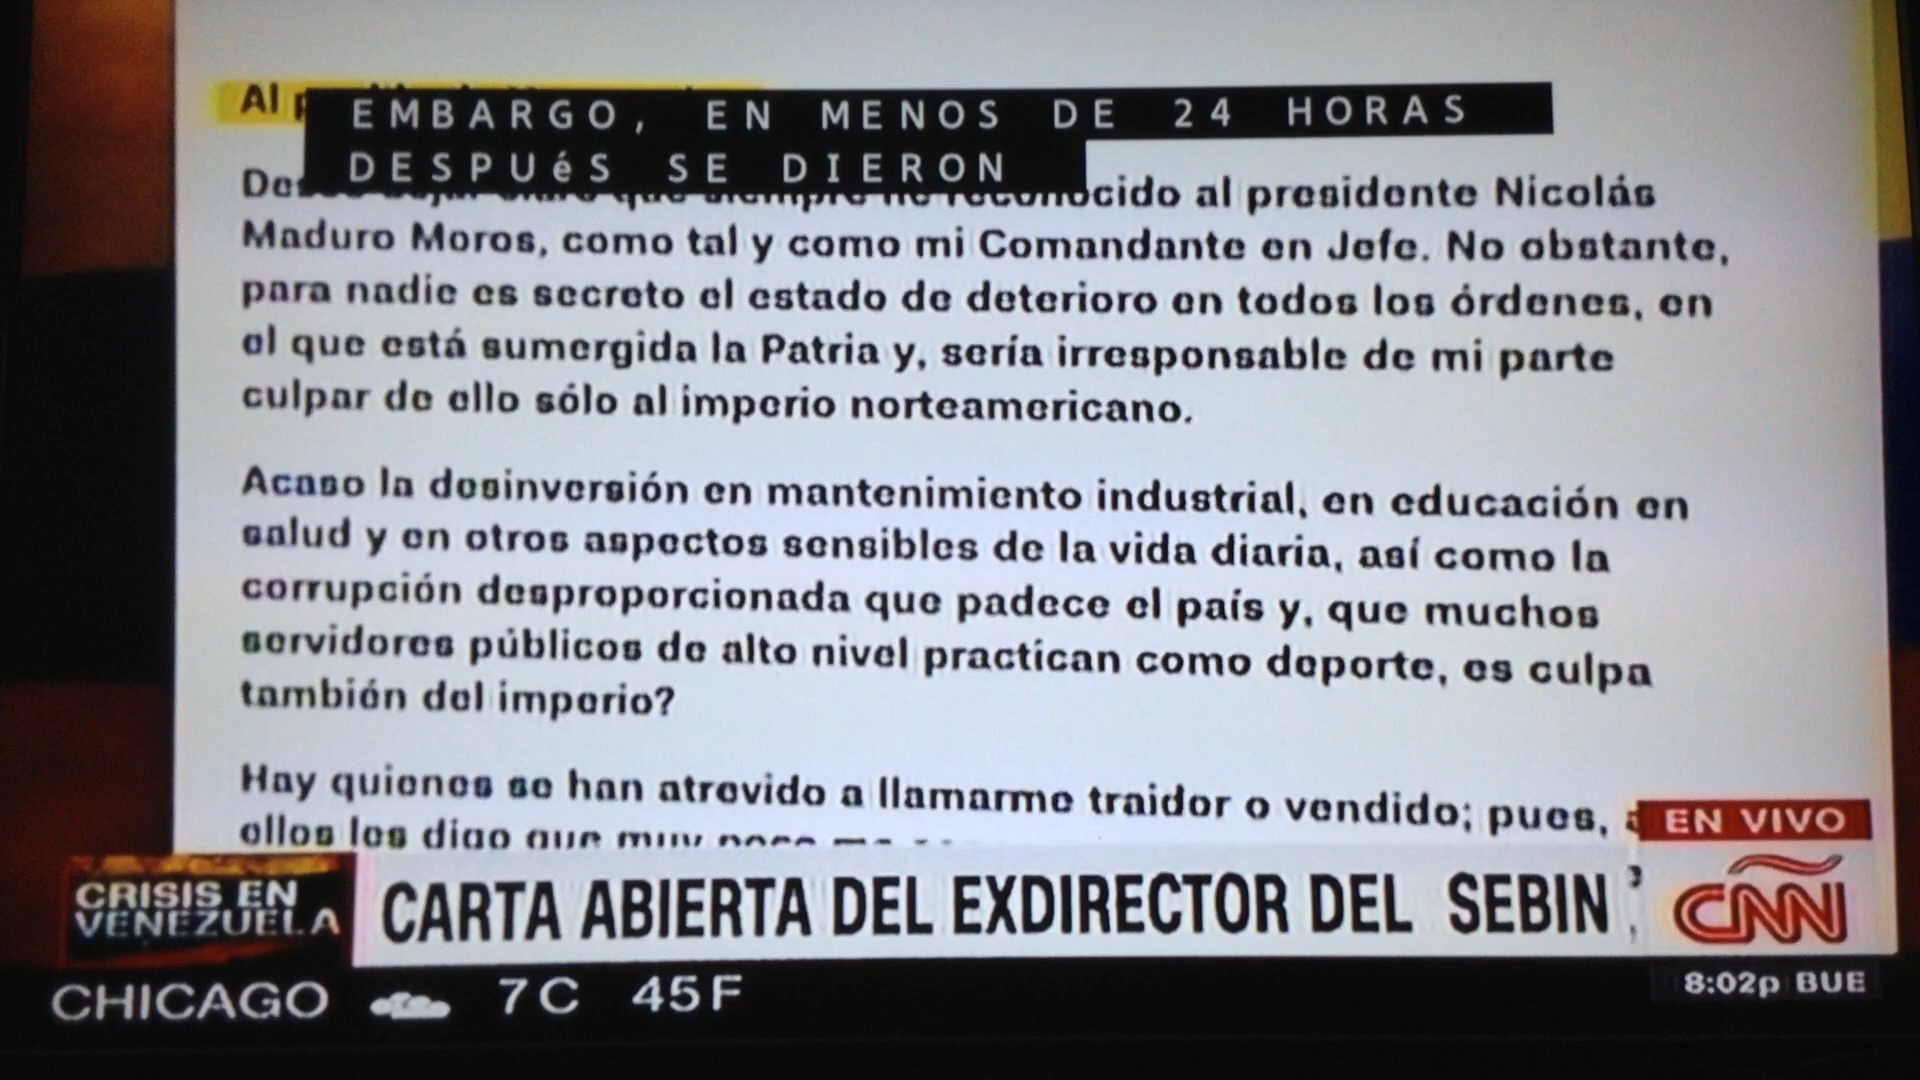 Al
EMBARGO, EN MENOS DE 24 HORAS
DESPUéS SE DIERON
al presidente Nicolás
Maduro Moros, como tal y como mi Comandante en Jefe. No obstante,
para nadie es secreto el estado de deterioro en todos los órdenes, en
el que está sumergida la Patria y, sería irresponsable de mi parte
culpar de ello sólo al imperio norteamericano.
Acaso la desinversión en mantenimiento industrial, en educación en
salud y en otros aspectos sensibles de la vida diaria, así como la
corrupción desproporcionada que padece el país y, que muchos
servidores públicos de alto nivel practícan como deporte, es culpa
también del imperio?
Hay quienes se han atrevido a llamarme traidor o vendido; pues,
ellos les digo que muy
EN VIVO
CRISIS EN
VENEZUELA
CARTA ABIERTA DEL EXDIRECTOR DEL SEBIN
CNN
CHICAGO 7C 45F
8:02p BUE